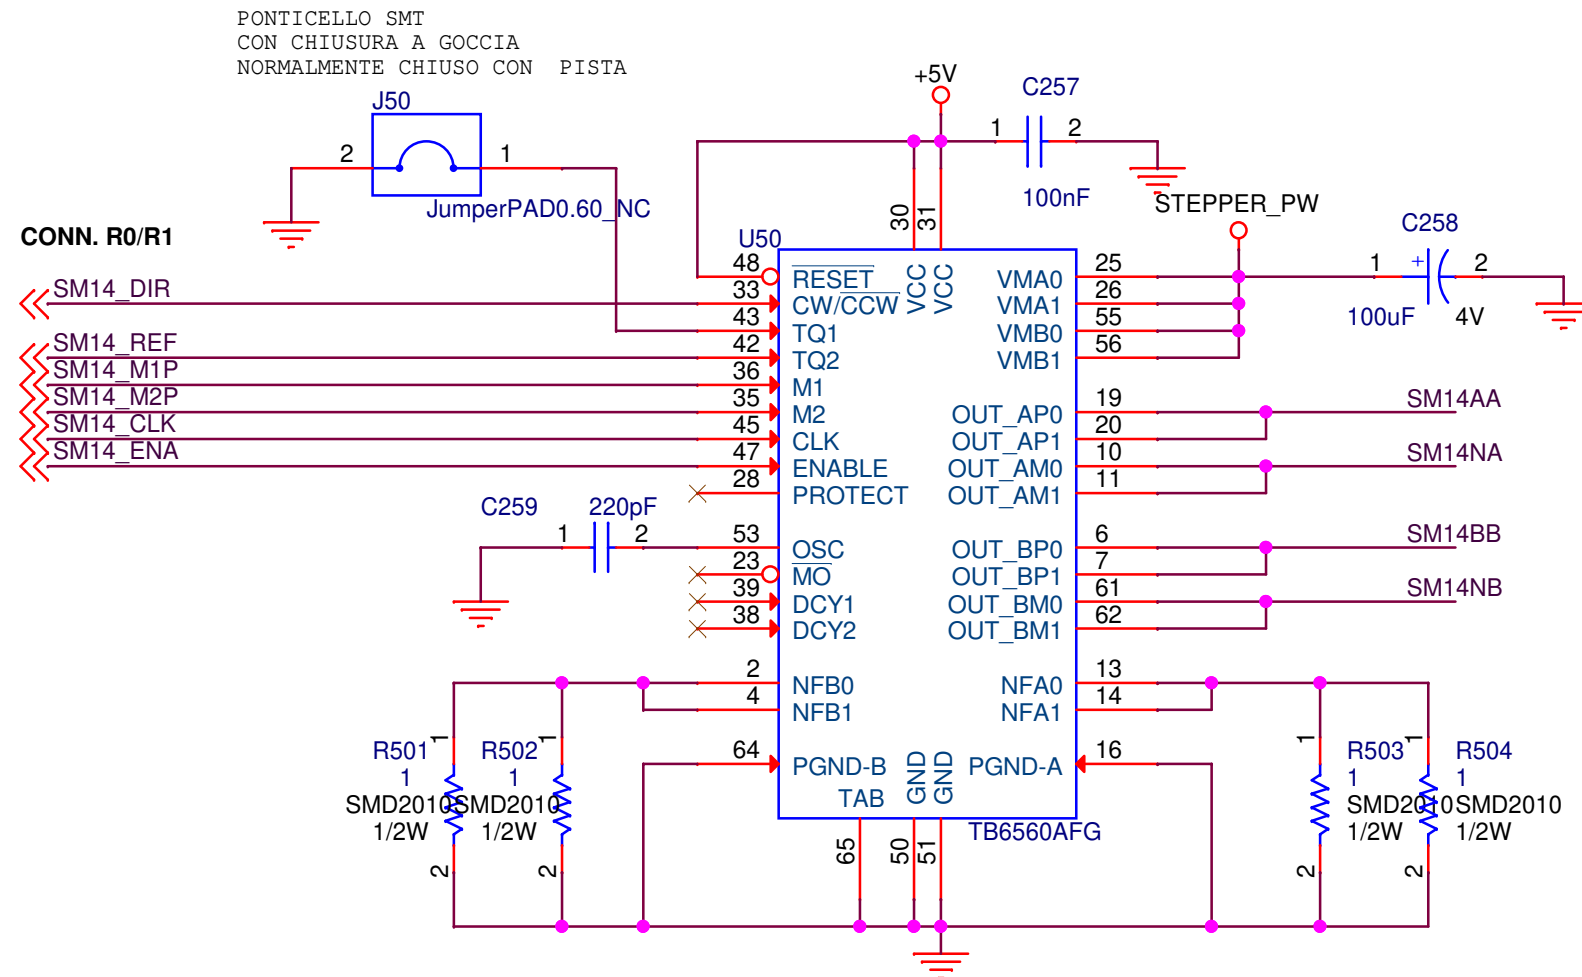 PONTICELLO SMT
CON CHIUSURA A GOCCIA
NORMALMENTE CHIUSO CON PISTA
J50
2
1
JumperPAD0.60_NC
+5V
C257
1
2
100nF
STEPPER_PW
C258
1
+
2
100uF
4V
CONN. R0/R1
SM14_DIR
SM14_REF
SM14_M1P
SM14_M2P
SM14_CLK
SM14_ENA
U50
30
31
VCC
VCC
48
RESET
33
CW/CCW
43
TQ1
42
TQ2
36
M1
35
M2
45
CLK
47
ENABLE
28
PROTECT
53
OSC
23
MO
39
DCY1
38
DCY2
2
NFB0
4
NFB1
64
PGND-B
TAB
GND
GND
65
50
51
VMA0
25
VMA1
26
VMB0
55
VMB1
56
OUT_AP0
19
SM14AA
OUT_AP1
20
OUT_AM0
10
SM14NA
OUT_AM1
11
OUT_BP0
6
SM14BB
OUT_BP1
7
OUT_BM0
61
SM14NB
OUT_BM1
62
NFA0
13
NFA1
14
PGND-A
16
TB6560AFG
C259
220pF
1
2
R501
1
SMD2010
1/2W
1
2
R502
1
SMD2010
1/2W
1
2
R503
1
SMD2010
1/2W
1
2
R504
1
SMD2010
1/2W
1
2